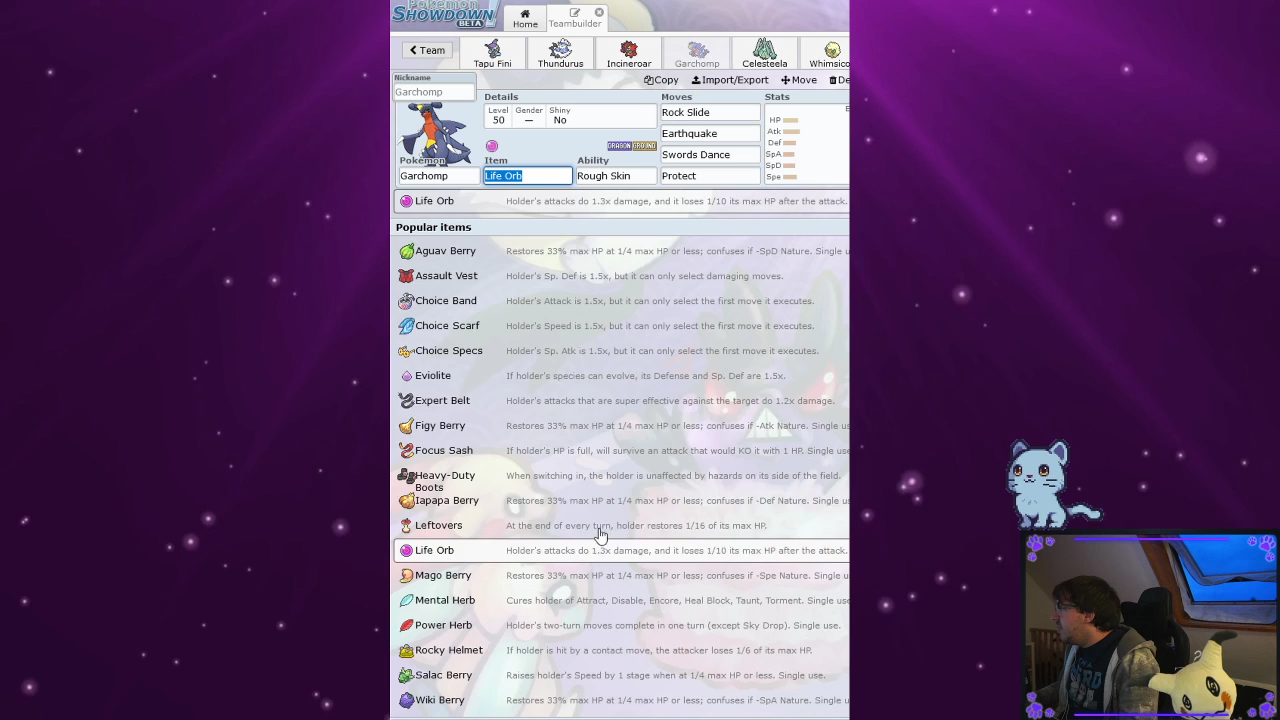 Pokémon
SHOWDOWN
BETA
Home
Teambuilder
Team
Tapu Fini
Thundurus
Incineroar
Garchomp
Celesteela
Whimsico
Copy
Import/Export
Move
De
Nickname
Garchomp
Details
Level
50
Gender
—
Shiny
No
DRAGON GROUND
Pokémon
Garchomp
Item
Life Orb
Ability
Rough Skin
Moves
Rock Slide
Earthquake
Swords Dance
Protect
Stats
E
HP
Atk
Def
SpA
SpD
Spe
Life Orb Holder's attacks do 1.3x damage, and it loses 1/10 its max HP after the attack.
Popular items
Aguav Berry Restores 33% max HP at 1/4 max HP or less; confuses if -SpD Nature. Single u
Assault Vest Holder's Sp. Def is 1.5x, but it can only select damaging moves.
Choice Band Holder's Attack is 1.5x, but it can only select the first move it executes.
Choice Scarf Holder's Speed is 1.5x, but it can only select the first move it executes.
Choice Specs Holder's Sp. Atk is 1.5x, but it can only select the first move it executes.
Eviolite If holder's species can evolve, its Defense and Sp. Def are 1.5x.
Expert Belt Holder's attacks that are super effective against the target do 1.2x damage.
Figy Berry Restores 33% max HP at 1/4 max HP or less; confuses if -Atk Nature. Single use
Focus Sash If holder's HP is full, will survive an attack that would KO it with 1 HP. Single
Heavy-Duty Boots When switching in, the holder is unaffected by hazards on its side of the field.
Iapapa Berry Restores 33% max HP at 1/4 max HP or less; confuses if -Def Nature. Single u
Leftovers At the end of every turn, holder restores 1/16 of its max HP.
Life Orb Holder's attacks do 1.3x damage, and it loses 1/10 its max HP after the attack.
Mago Berry Restores 33% max HP at 1/4 max HP or less; confuses if -Spe Nature. Single u
Mental Herb Cures holder of Attract, Disable, Encore, Heal Block, Taunt, Torment. Single use
Power Herb Holder's two-turn moves complete in one turn (except Sky Drop). Single use.
Rocky Helmet If holder is hit by a contact move, the attacker loses 1/6 of its max HP.
Salac Berry Raises holder's Speed by 1 stage when at 1/4 max HP or less. Single use.
Wiki Berry Restores 33% max HP at 1/4 max HP or less; confuses if -SpA Nature. Single u